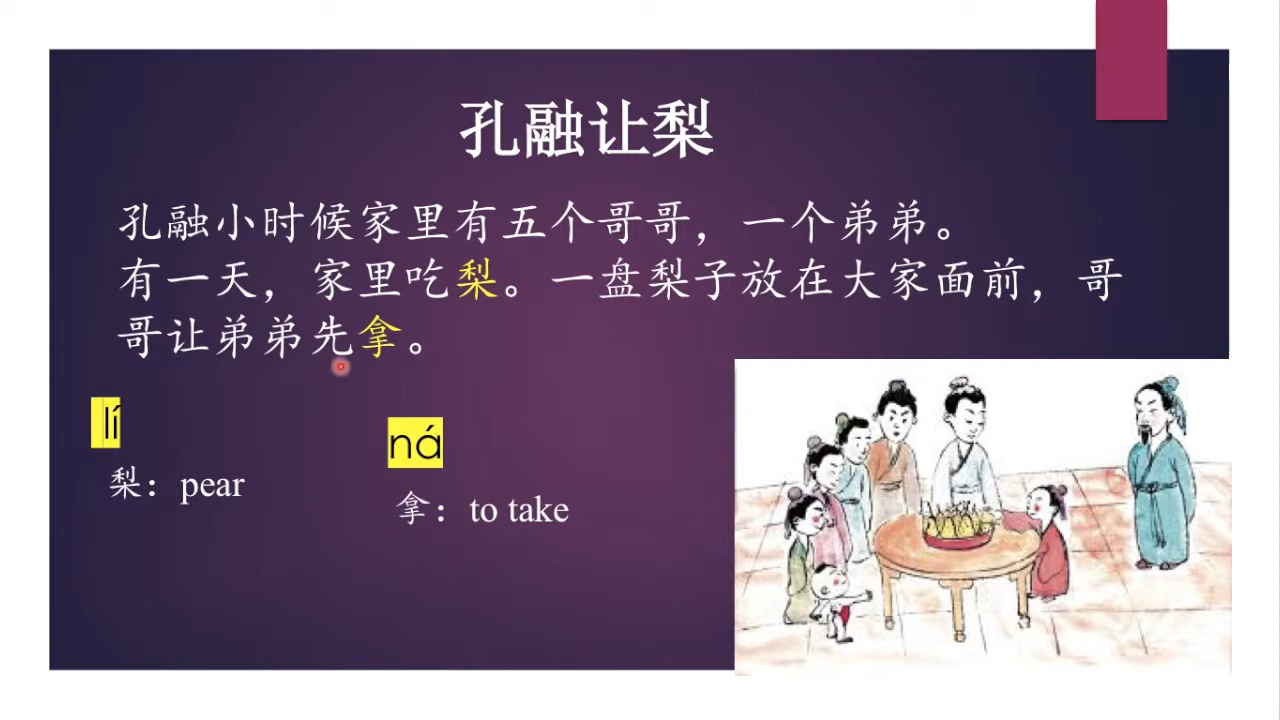 孔融让梨
孔融小时候家里有五个哥哥，一个弟弟。
有一天，家里吃梨。一盘梨子放在大家面前，哥
哥让弟弟先拿。
lí
梨：pear
ná
拿：to take